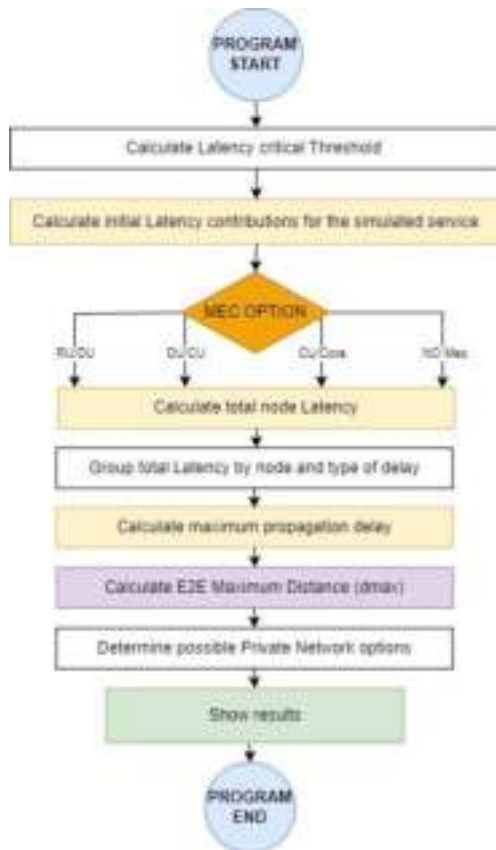 PROGRAM
START
Calculate Latency critical Threshold
Calculate initial Latency contributions for the simulated service
MEC OPTION
RU DU
DU CU
CU Core
NO Mec
Calculate total node Latency
Group total Latency by node and type of delay
Calculate maximum propagation delay
Calculate E2E Maximum Distance (dmax)
Determine possible Private Network options
Show results
PROGRAM
END